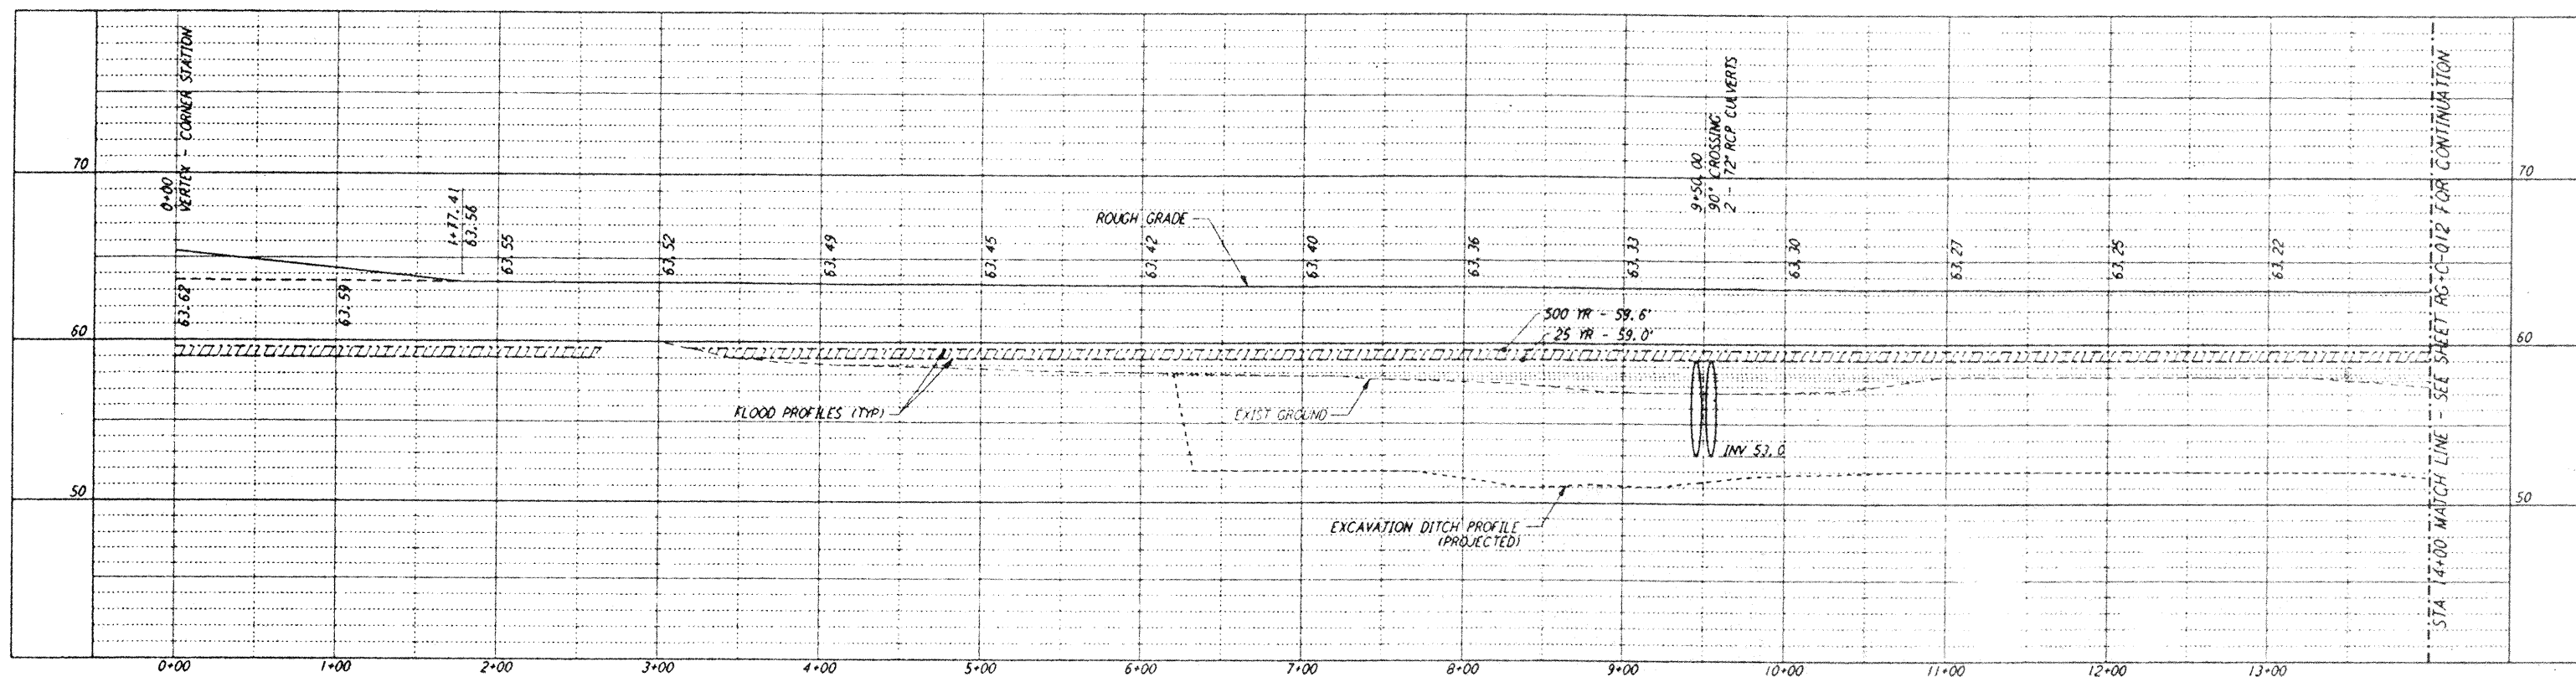 0+00
VERTEX - CORNER STATION
1+77.41
63.56
63.55
63.52
63.49
63.45
63.42
63.40
63.36
63.33
63.30
63.27
63.25
63.22
63.62
63.59
ROUGH GRADE
9+50.00
90° CROSSING
2 - 72" RCP CULVERTS
500 YR - 59.6'
25 YR - 59.0'
FLOOD PROFILES (TYP)
EXIST GROUND
INV 53.0
EXCAVATION DITCH PROFILE
(PROJECTED)
STA 14+00 MATCH LINE - SEE SHEET RG-C-012 FOR CONTINUATION
70
60
50
70
60
50
0+00 1+00 2+00 3+00 4+00 5+00 6+00 7+00 8+00 9+00 10+00 11+00 12+00 13+00